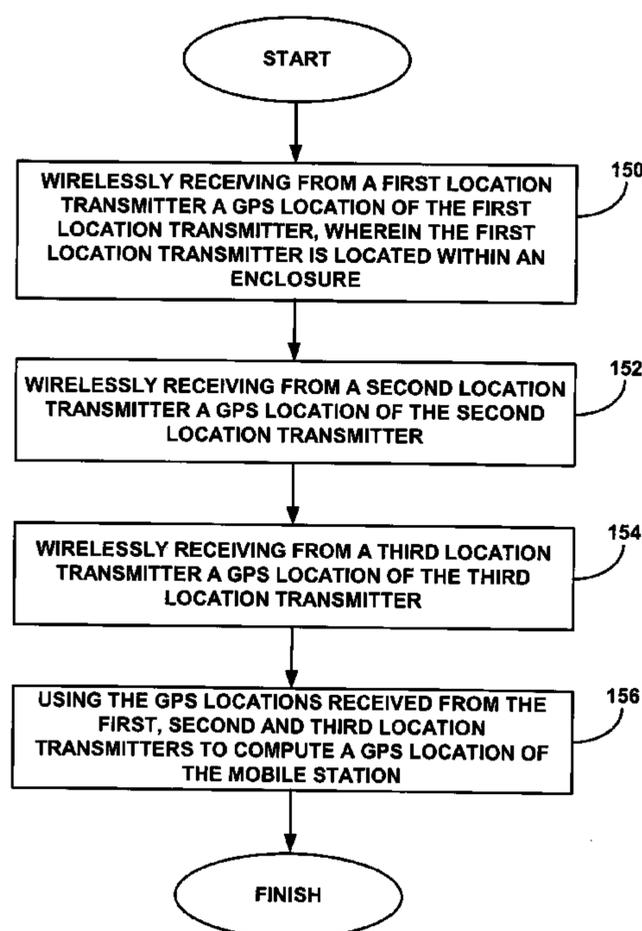 START
150
WIRELESSLY RECEIVING FROM A FIRST LOCATION
TRANSMITTER A GPS LOCATION OF THE FIRST
LOCATION TRANSMITTER, WHEREIN THE FIRST
LOCATION TRANSMITTER IS LOCATED WITHIN AN
ENCLOSURE
152
WIRELESSLY RECEIVING FROM A SECOND LOCATION
TRANSMITTER A GPS LOCATION OF THE SECOND
LOCATION TRANSMITTER
154
WIRELESSLY RECEIVING FROM A THIRD LOCATION
TRANSMITTER A GPS LOCATION OF THE THIRD
LOCATION TRANSMITTER
156
USING THE GPS LOCATIONS RECEIVED FROM THE
FIRST, SECOND AND THIRD LOCATION
TRANSMITTERS TO COMPUTE A GPS LOCATION OF
THE MOBILE STATION
FINISH